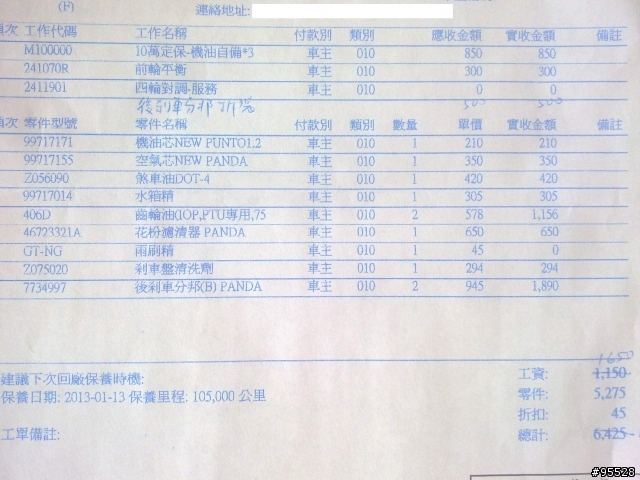 (F)
連絡地址:
項次 工作代碼 工作名稱 付款別 類別 應收金額 實收金額 備註
M100000 10萬定保-機油自備*3 車主 010 850 850
241070R 前輪平衡 車主 010 300 300
2411901 四輪對調-服務 車主 010 0 0
後剎車分邦 500 500
項次 零件型號 零件名稱 付款別 類別 數量 單價 實收金額 備註
99717171 機油芯NEW PUNTO1.2 車主 010 1 210 210
99717155 空氣芯NEW PANDA 車主 010 1 350 350
Z056090 煞車油DOT-4 車主 010 1 420 420
99717014 水箱精 車主 010 1 305 305
406D 齒輪油(IOP,PTU專用,75 車主 010 2 578 1,156
46723321A 花粉濾清器 PANDA 車主 010 1 650 650
GT-NG 雨刷精 車主 010 1 45 0
Z075020 剎車盤清洗劑 車主 010 1 294 294
7734997 後剎車分邦(B) PANDA 車主 010 2 945 1,890
1650
建議下次回廠保養時機: 工資: 1,150
保養日期: 2013-01-13 保養里程: 105,000 公里 零件: 5,275
折扣: 45
工單備註: 總計: 6,425
#95528